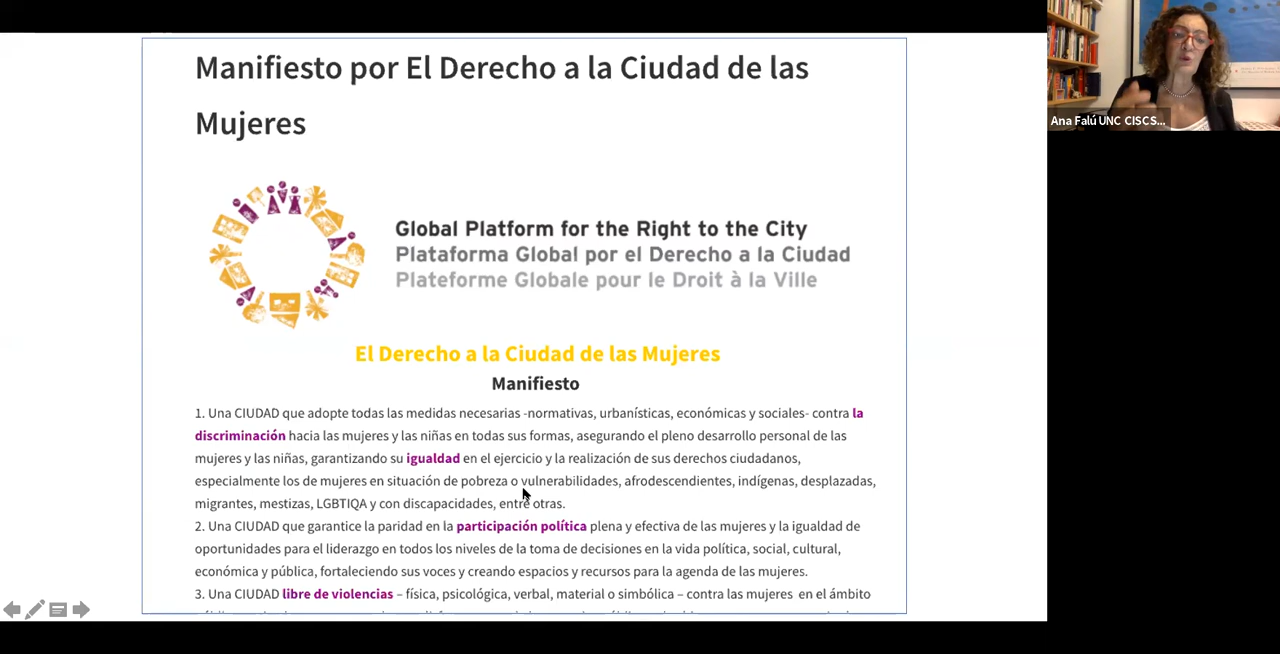 Manifiesto por El Derecho a la Ciudad de las
Mujeres
Global Platform for the Right to the City
Plataforma Global por el Derecho a la Ciudad
Plateforme Globale pour le Droit à la Ville
El Derecho a la Ciudad de las Mujeres
Manifiesto
1. Una CIUDAD que adopte todas las medidas necesarias -normativas, urbanísticas, económicas y sociales- contra la
discriminación hacia las mujeres y las niñas en todas sus formas, asegurando el pleno desarrollo personal de las
mujeres y las niñas, garantizando su igualdad en el ejercicio y la realización de sus derechos ciudadanos,
especialmente los de mujeres en situación de pobreza o vulnerabilidades, afrodescendientes, indígenas, desplazadas,
migrantes, mestizas, LGBTIQA y con discapacidades, entre otras.
2. Una CIUDAD que garantice la paridad en la participación política plena y efectiva de las mujeres y la igualdad de
oportunidades para el liderazgo en todos los niveles de la toma de decisiones en la vida política, social, cultural,
económica y pública, fortaleciendo sus voces y creando espacios y recursos para la agenda de las mujeres.
3. Una CIUDAD libre de violencias – física, psicológica, verbal, material o simbólica – contra las mujeres en el ámbito
Ana Falú UNC CISCS...